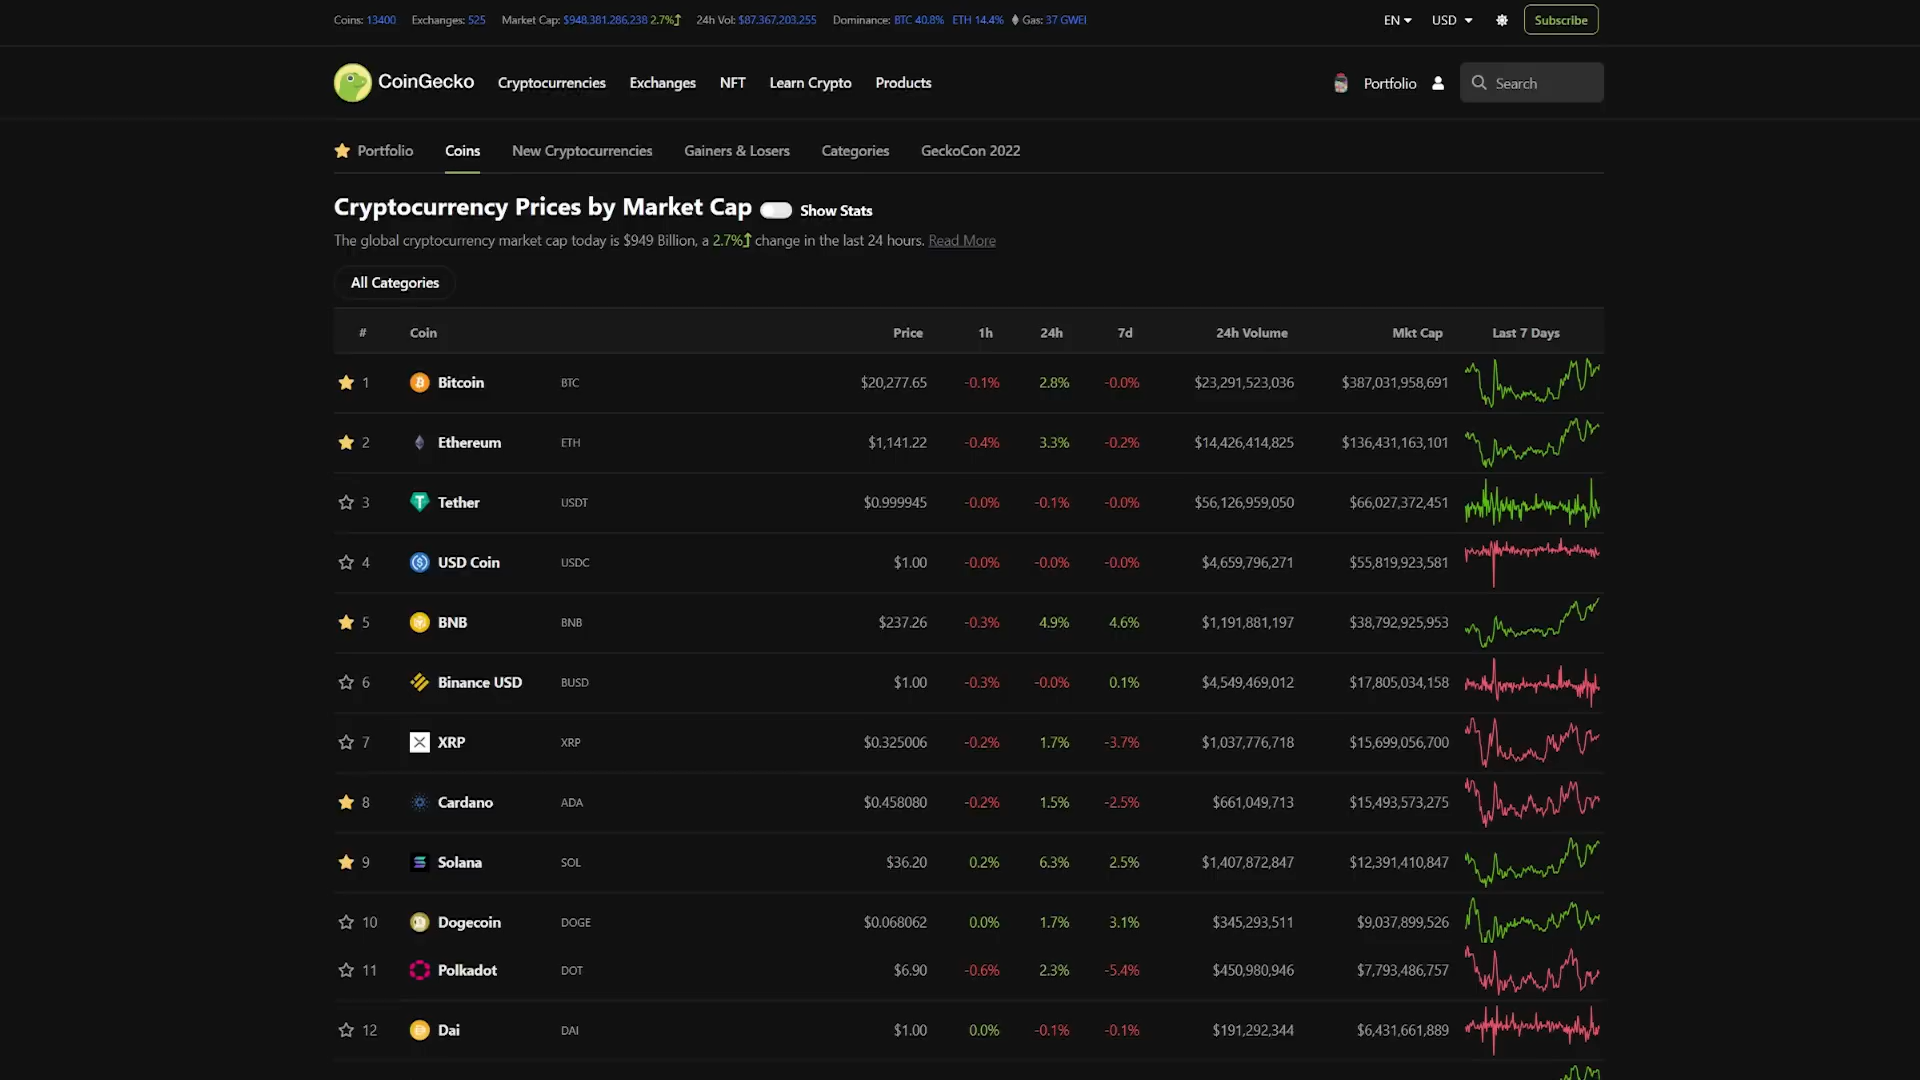 Coins: 13400 Exchanges: 525 Market Cap: $948,381,286,238 2.7% 24h Vol: $87,367,203,255 Dominance: BTC 40.8% ETH 14.4% Gas: 37 GWEI EN USD Subscribe
CoinGecko Cryptocurrencies Exchanges NFT Learn Crypto Products Portfolio Search
Portfolio Coins New Cryptocurrencies Gainers & Losers Categories GeckoCon 2022
Cryptocurrency Prices by Market Cap Show Stats
The global cryptocurrency market cap today is $949 Billion, a 2.7% change in the last 24 hours. Read More
All Categories
# Coin Price 1h 24h 7d 24h Volume Mkt Cap Last 7 Days
1 Bitcoin BTC $20,277.65 -0.1% 2.8% -0.0% $23,291,523,036 $387,031,958,691
2 Ethereum ETH $1,141.22 -0.4% 3.3% -0.2% $14,426,414,825 $136,431,163,101
3 Tether USDT $0.999945 -0.0% -0.1% -0.0% $56,126,959,050 $66,027,372,451
4 USD Coin USDC $1.00 -0.0% -0.0% -0.0% $4,659,796,271 $55,819,923,581
5 BNB BNB $237.26 -0.3% 4.9% 4.6% $1,191,881,197 $38,792,925,953
6 Binance USD BUSD $1.00 -0.3% -0.0% 0.1% $4,549,469,012 $17,805,034,158
7 XRP XRP $0.325006 -0.2% 1.7% -3.7% $1,037,776,718 $15,699,056,700
8 Cardano ADA $0.458080 -0.2% 1.5% -2.5% $661,049,713 $15,493,573,275
9 Solana SOL $36.20 0.2% 6.3% 2.5% $1,407,872,847 $12,391,410,847
10 Dogecoin DOGE $0.068062 0.0% 1.7% 3.1% $345,293,511 $9,037,899,526
11 Polkadot DOT $6.90 -0.6% 2.3% -5.4% $450,980,946 $7,793,486,757
12 Dai DAI $1.00 0.0% -0.1% -0.1% $191,292,344 $6,431,661,889